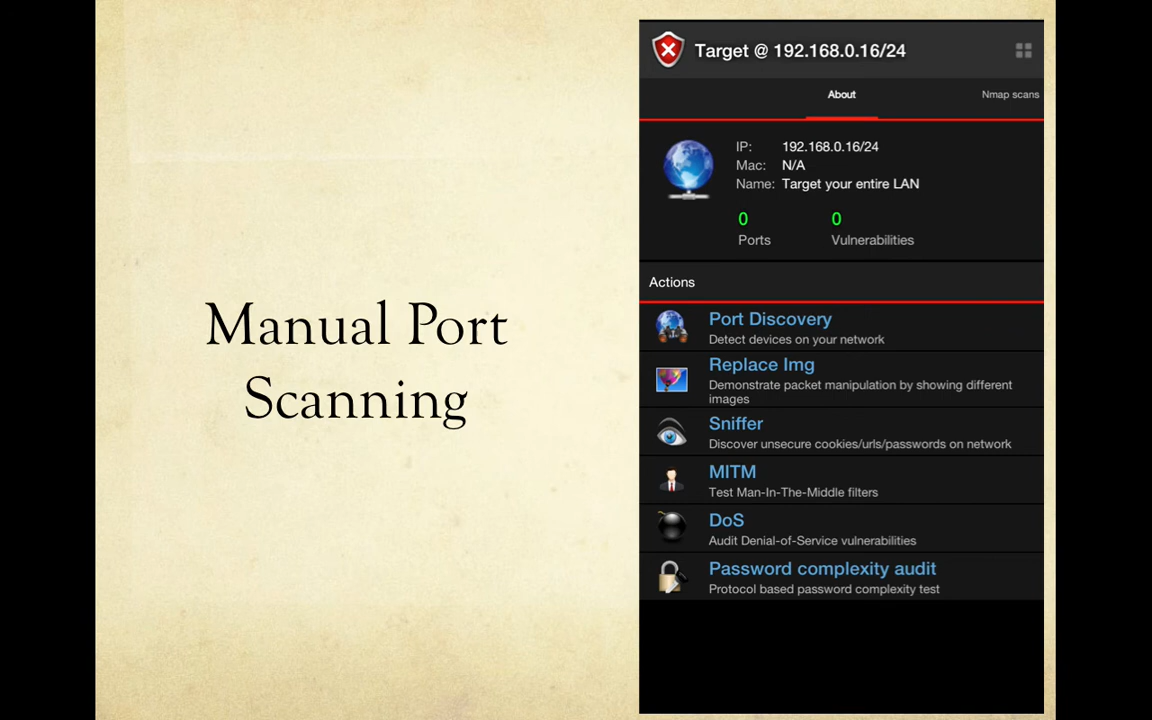 Manual Port
Scanning
Target @ 192.168.0.16/24
About
Nmap scans
IP: 192.168.0.16/24
Mac: N/A
Name: Target your entire LAN
0 0
Ports Vulnerabilities
Actions
Port Discovery
Detect devices on your network
Replace Img
Demonstrate packet manipulation by showing different
images
Sniffer
Discover unsecure cookies/urls/passwords on network
MITM
Test Man-In-The-Middle filters
DoS
Audit Denial-of-Service vulnerabilities
Password complexity audit
Protocol based password complexity test